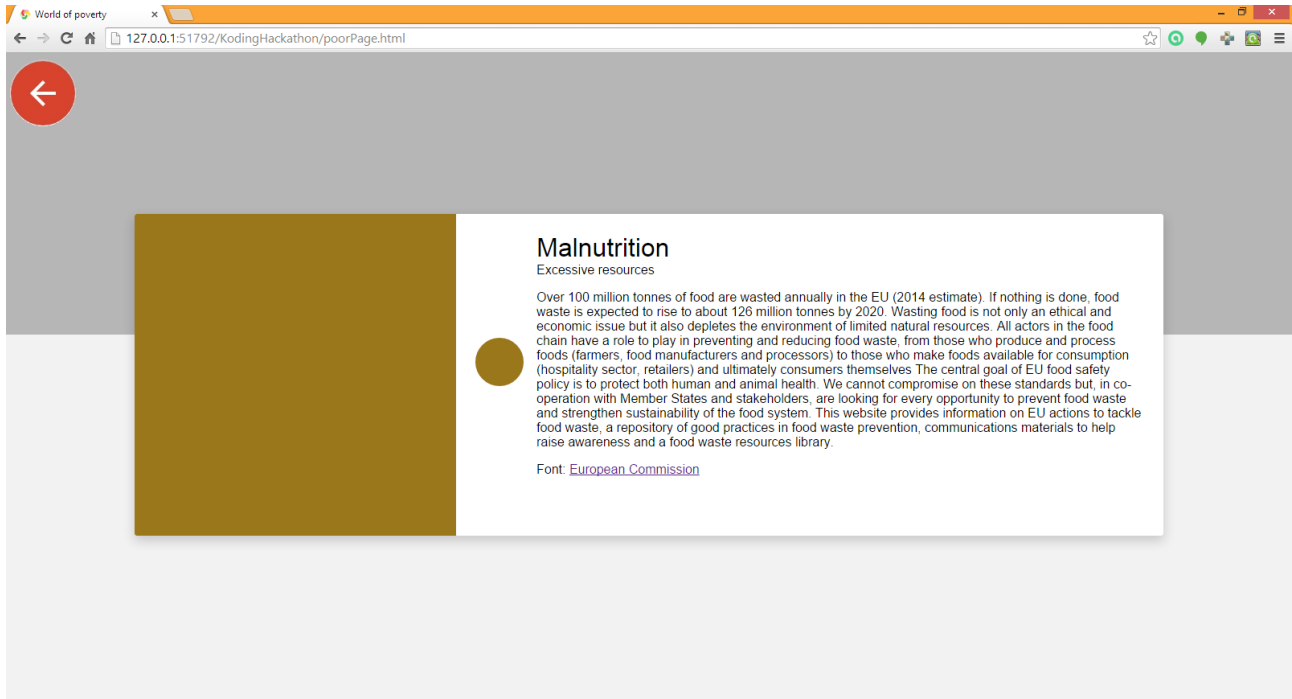 World of poverty
127.0.0.1:51792/KodingHackathon/poorPage.html
Malnutrition
Excessive resources
Over 100 million tonnes of food are wasted annually in the EU (2014 estimate). If nothing is done, food
waste is expected to rise to about 126 million tonnes by 2020. Wasting food is not only an ethical and
economic issue but it also depletes the environment of limited natural resources. All actors in the food
chain have a role to play in preventing and reducing food waste, from those who produce and process
foods (farmers, food manufacturers and processors) to those who make foods available for consumption
(hospitality sector, retailers) and ultimately consumers themselves The central goal of EU food safety
policy is to protect both human and animal health. We cannot compromise on these standards but, in co-
operation with Member States and stakeholders, are looking for every opportunity to prevent food waste
and strengthen sustainability of the food system. This website provides information on EU actions to tackle
food waste, a repository of good practices in food waste prevention, communications materials to help
raise awareness and a food waste resources library.
Font: European Commission